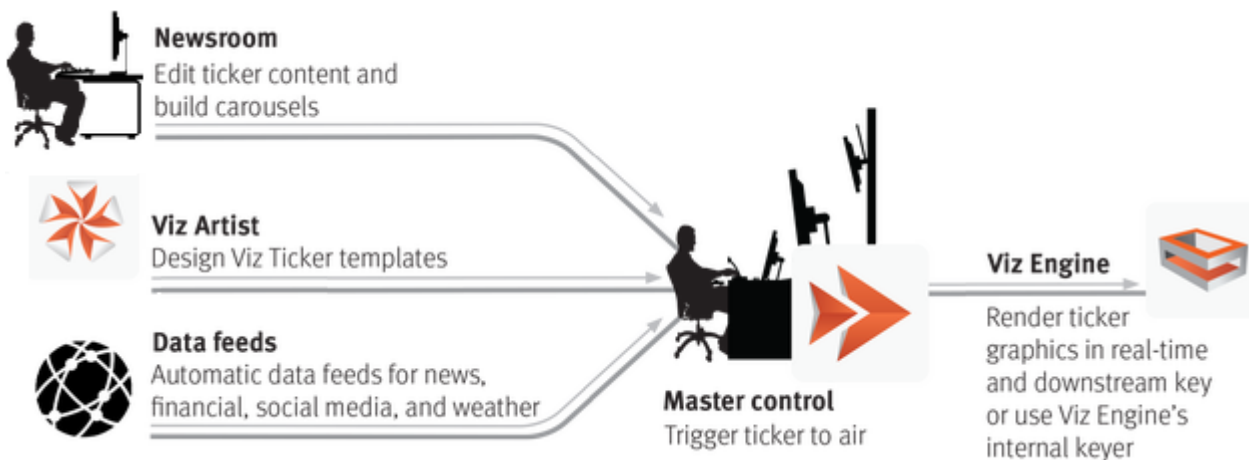 Newsroom
Edit ticker content and
build carousels
Viz Artist
Design Viz Ticker templates
Data feeds
Automatic data feeds for news,
financial, social media, and weather
Master control
Trigger ticker to air
Viz Engine
Render ticker
graphics in real-time
and downstream key
or use Viz Engine's
internal keyer